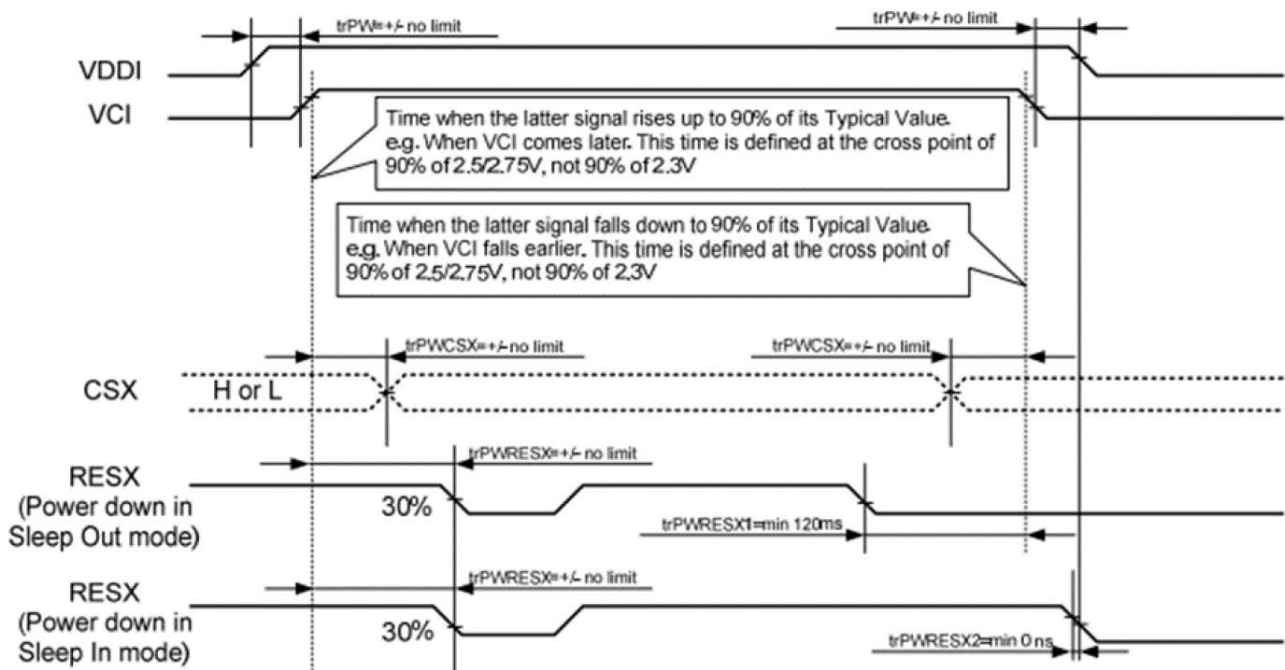 trPW=+/- no limit
trPW=+/- no limit
VDDI
VCI
Time when the latter signal rises up to 90% of its Typical Value.
e.g. When VCI comes later. This time is defined at the cross point of
90% of 2.5/2.75V, not 90% of 2.3V
Time when the latter signal falls down to 90% of its Typical Value.
e.g. When VCI falls earlier. This time is defined at the cross point of
90% of 2.5/2.75V, not 90% of 2.3V
trPWCSX=+/- no limit
trPWCSX=+/- no limit
CSX
H or L
trPWRESX=+/- no limit
RESX
(Power down in
Sleep Out mode)
30%
trPWRESX1=min 120ms
trPWRESX=+/- no limit
RESX
(Power down in
Sleep In mode)
30%
trPWRESX2=min 0 ns